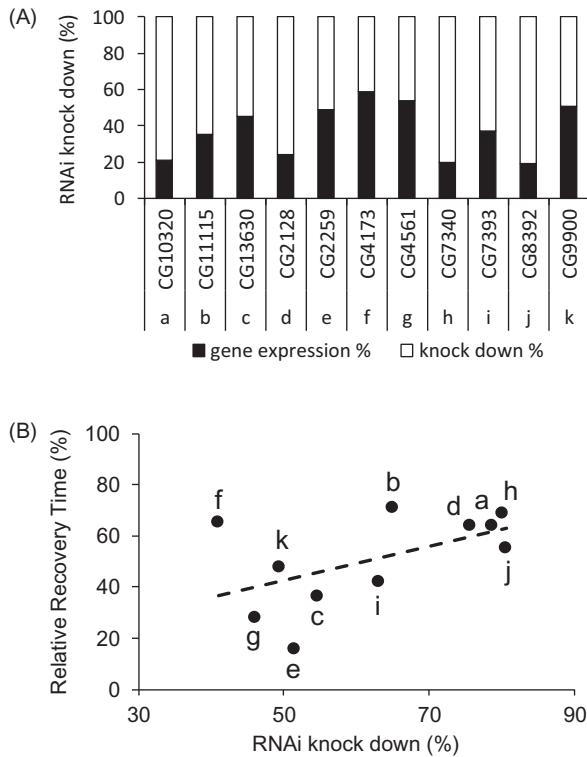 (A)
RNAi knock down (%)
100
80
60
40
20
0
CG10320 CG11115 CG13630 CG2128 CG2259 CG4173 CG4561 CG7340 CG7393 CG8392 CG9900
a b c d e f g h i j k
gene expression % knock down %
(B)
Relative Recovery Time (%)
100
80
60
40
20
0
f b d a h
k j
g c i
e
30 50 70 90
RNAi knock down (%)